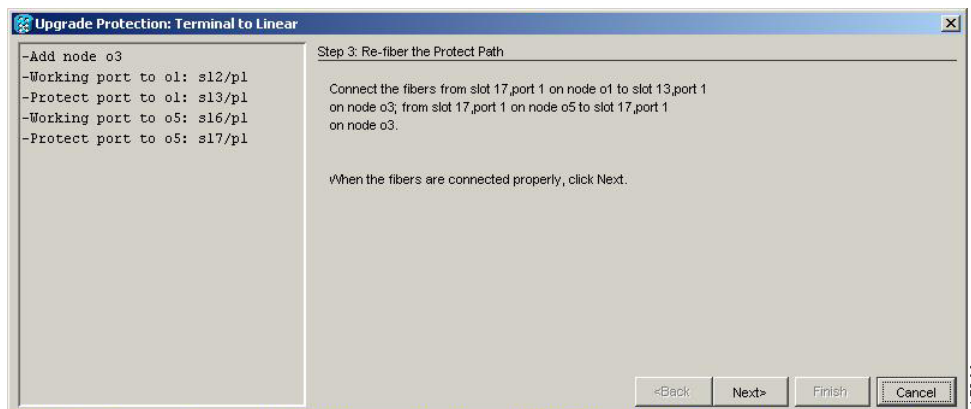 Upgrade Protection: Terminal to Linear
-Add node o3
-Working port to o1: s12/p1
-Protect port to o1: s13/p1
-Working port to o5: s16/p1
-Protect port to o5: s17/p1
Step 3: Re-fiber the Protect Path
Connect the fibers from slot 17,port 1 on node o1 to slot 13,port 1
on node o3; from slot 17,port 1 on node o5 to slot 17,port 1
on node o3.
When the fibers are connected properly, click Next.
<Back Next> Finish Cancel